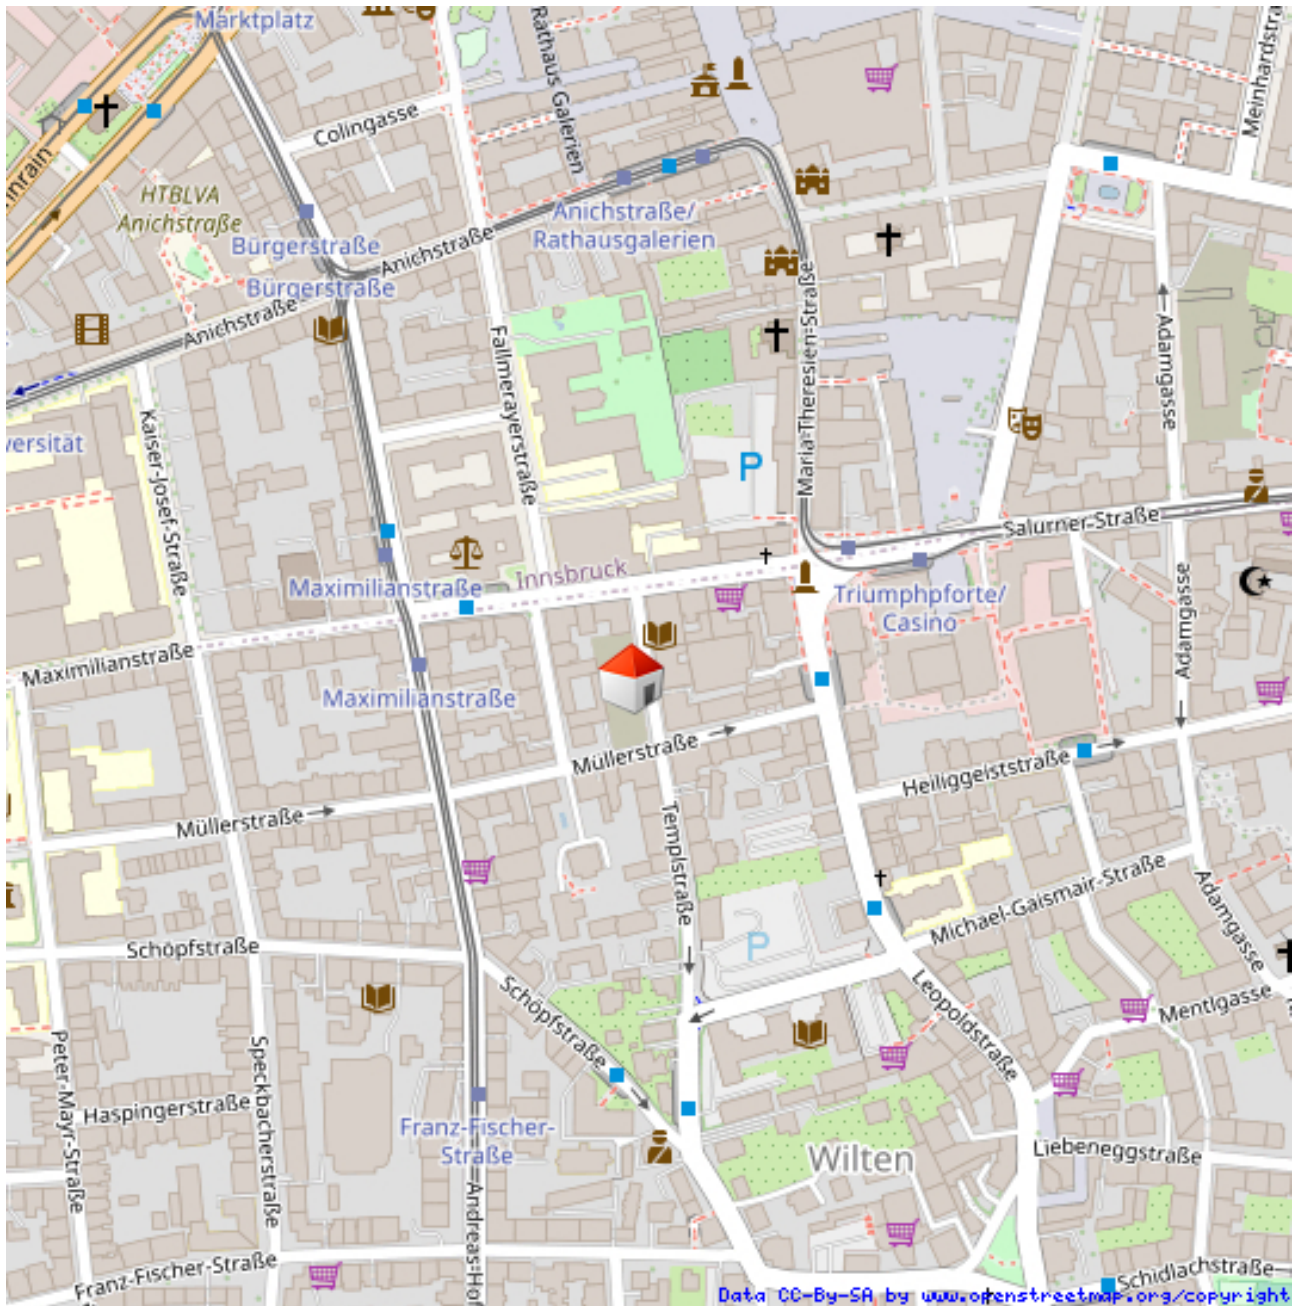 Marktplatz
Rathaus Galerien
Meinhardstra
Colingasse
nnrain
HTBLVA
Anichstraße
Anichstraße/
Rathausgalerien
Bürgerstraße
Anichstraße
Bürgerstraße
Anichstraße
Maria-Theresien-Straße
Adamgasse
Fallmerayerstraße
Kaiser-Josef-Straße
versität
P
Salurner-Straße
Innsbruck
Maximilianstraße
Triumphpforte/
Casino
Adamgasse
Maximilianstraße
Maximilianstraße
Müllerstraße
Heiliggeiststraße
Müllerstraße
Templstraße
Michael-Gaismair-Straße
Adamgasse
Schöpfstraße
P
Schöpfstraße
Leopoldstraße
Mentlgasse
Peter-Mayr-Straße
Speckbacherstraße
Haspingerstraße
Franz-Fischer-
Straße
Wilten
Liebeneggstraße
Andreas-Hof
Franz-Fischer-Straße
Schidlachstraße
Data CC-By-SA by www.openstreetmap.org/copyright